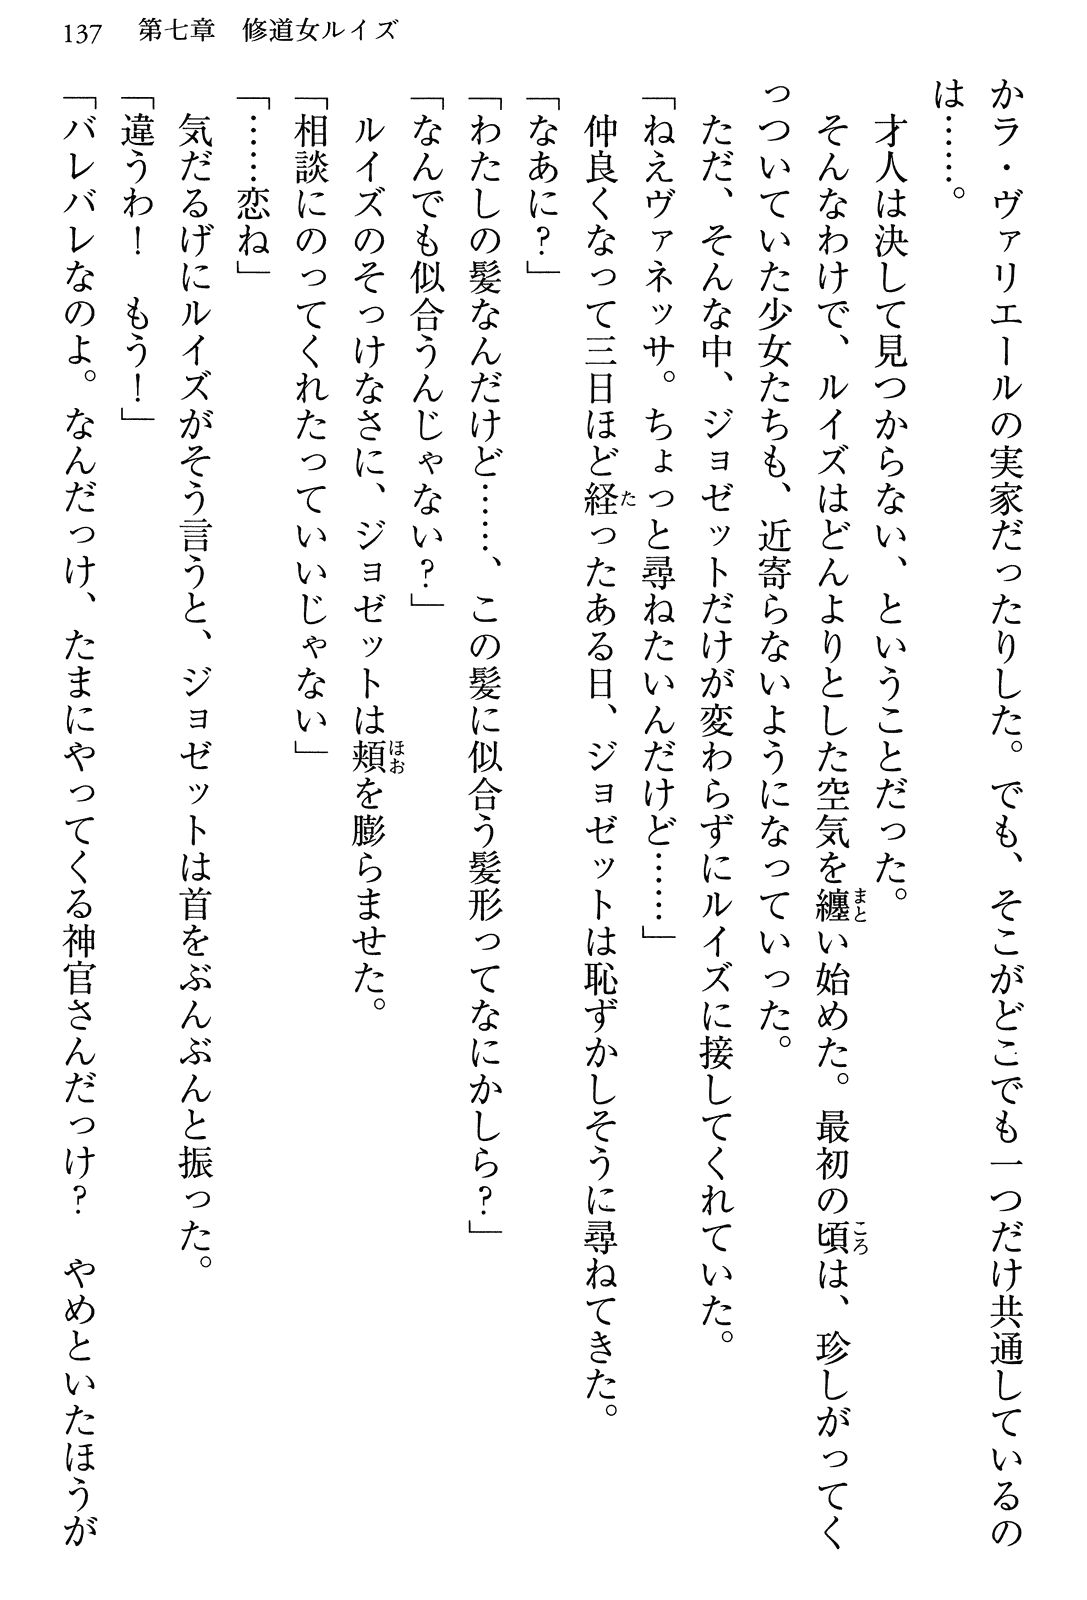 137　第七章　修道女ルイズ
かラ・ヴァリエールの実家だったりした。でも、そこがどこでも一つだけ共通しているの
は……。
　才人は決して見つからない、ということだった。
　そんなわけで、ルイズはどんよりとした空気を纏い始めた。最初の頃は、珍しがってく
っついていた少女たちも、近寄らないようになっていった。
　ただ、そんな中、ジョゼットだけが変わらずにルイズに接してくれていた。
「ねえヴァネッサ。ちょっと尋ねたいんだけど……」
　仲良くなって三日ほど経ったある日、ジョゼットは恥ずかしそうに尋ねてきた。
「なあに？」
「わたしの髪なんだけど……、この髪に似合う髪形ってなにかしら？」
「なんでも似合うんじゃない？」
　ルイズのそっけなさに、ジョゼットは頬を膨らませた。
「相談にのってくれたっていいじゃない」
「……恋ね」
　気だるげにルイズがそう言うと、ジョゼットは首をぶんぶんと振った。
「違うわ！　もう！」
「バレバレなのよ。なんだっけ、たまにやってくる神官さんだっけ？　やめといたほうが